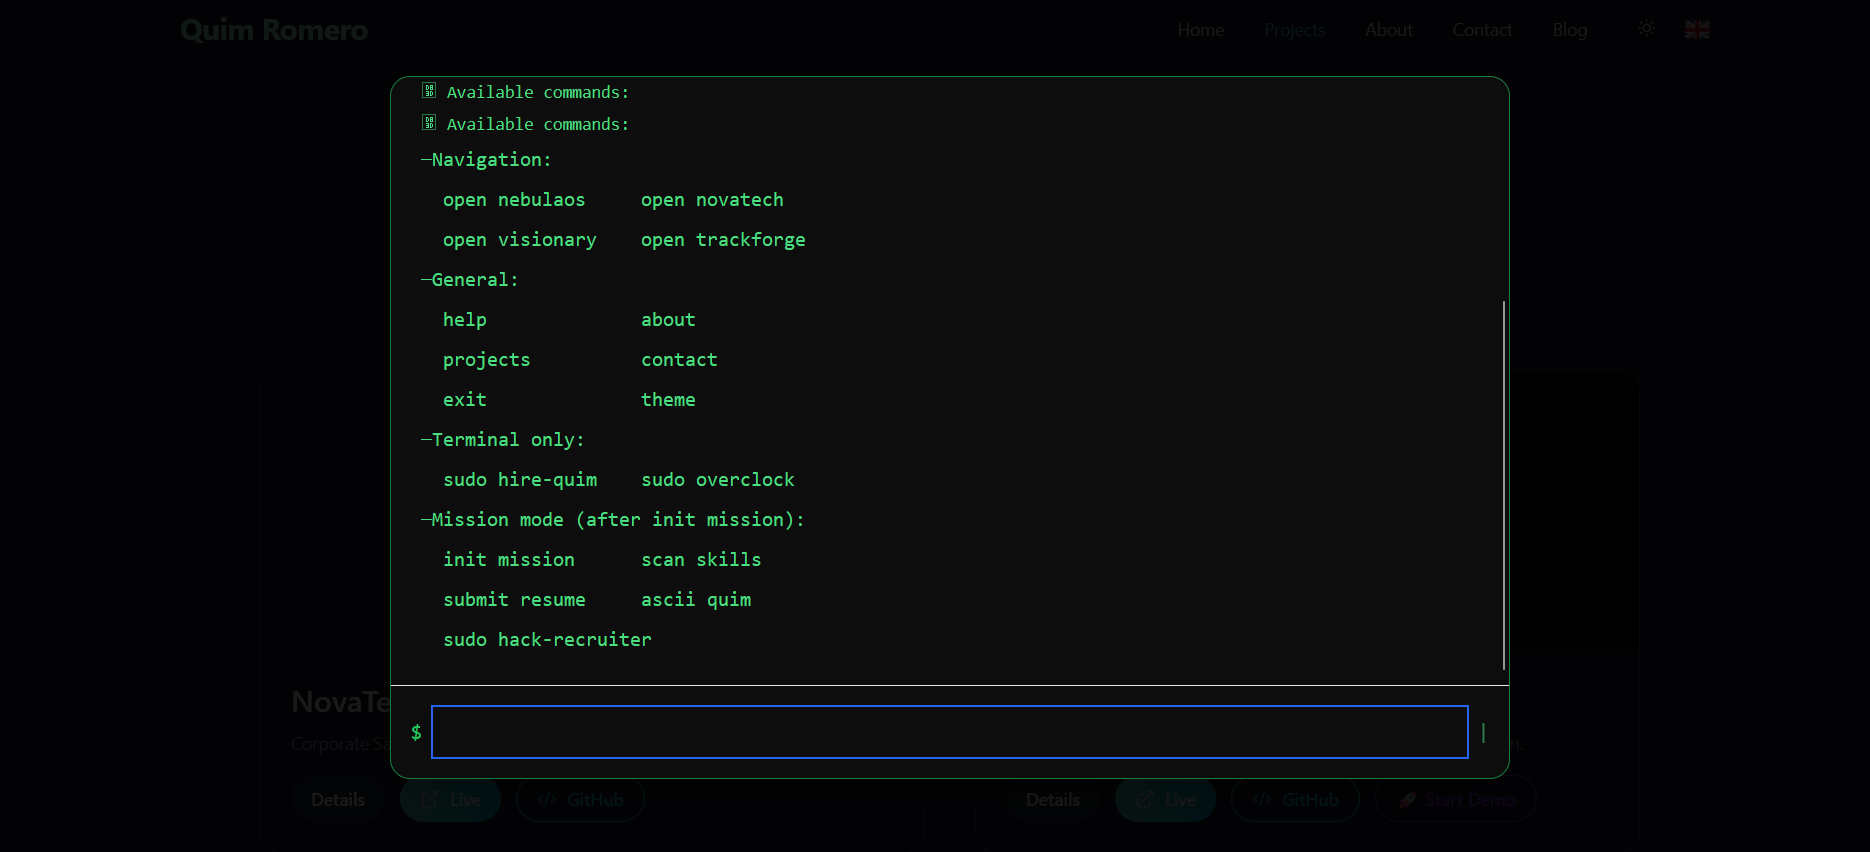 Quim Romero
Home Projects About Contact Blog
Available commands:
Available commands:
─Navigation:
open nebulaos open novatech
open visionary open trackforge
─General:
help about
projects contact
exit theme
─Terminal only:
sudo hire-quim sudo overclock
─Mission mode (after init mission):
init mission scan skills
submit resume ascii quim
sudo hack-recruiter
$
|
NovaTe
Corporate Sa
n.
Details Live </> GitHub
Details Live </> GitHub 🚀 Start Demo